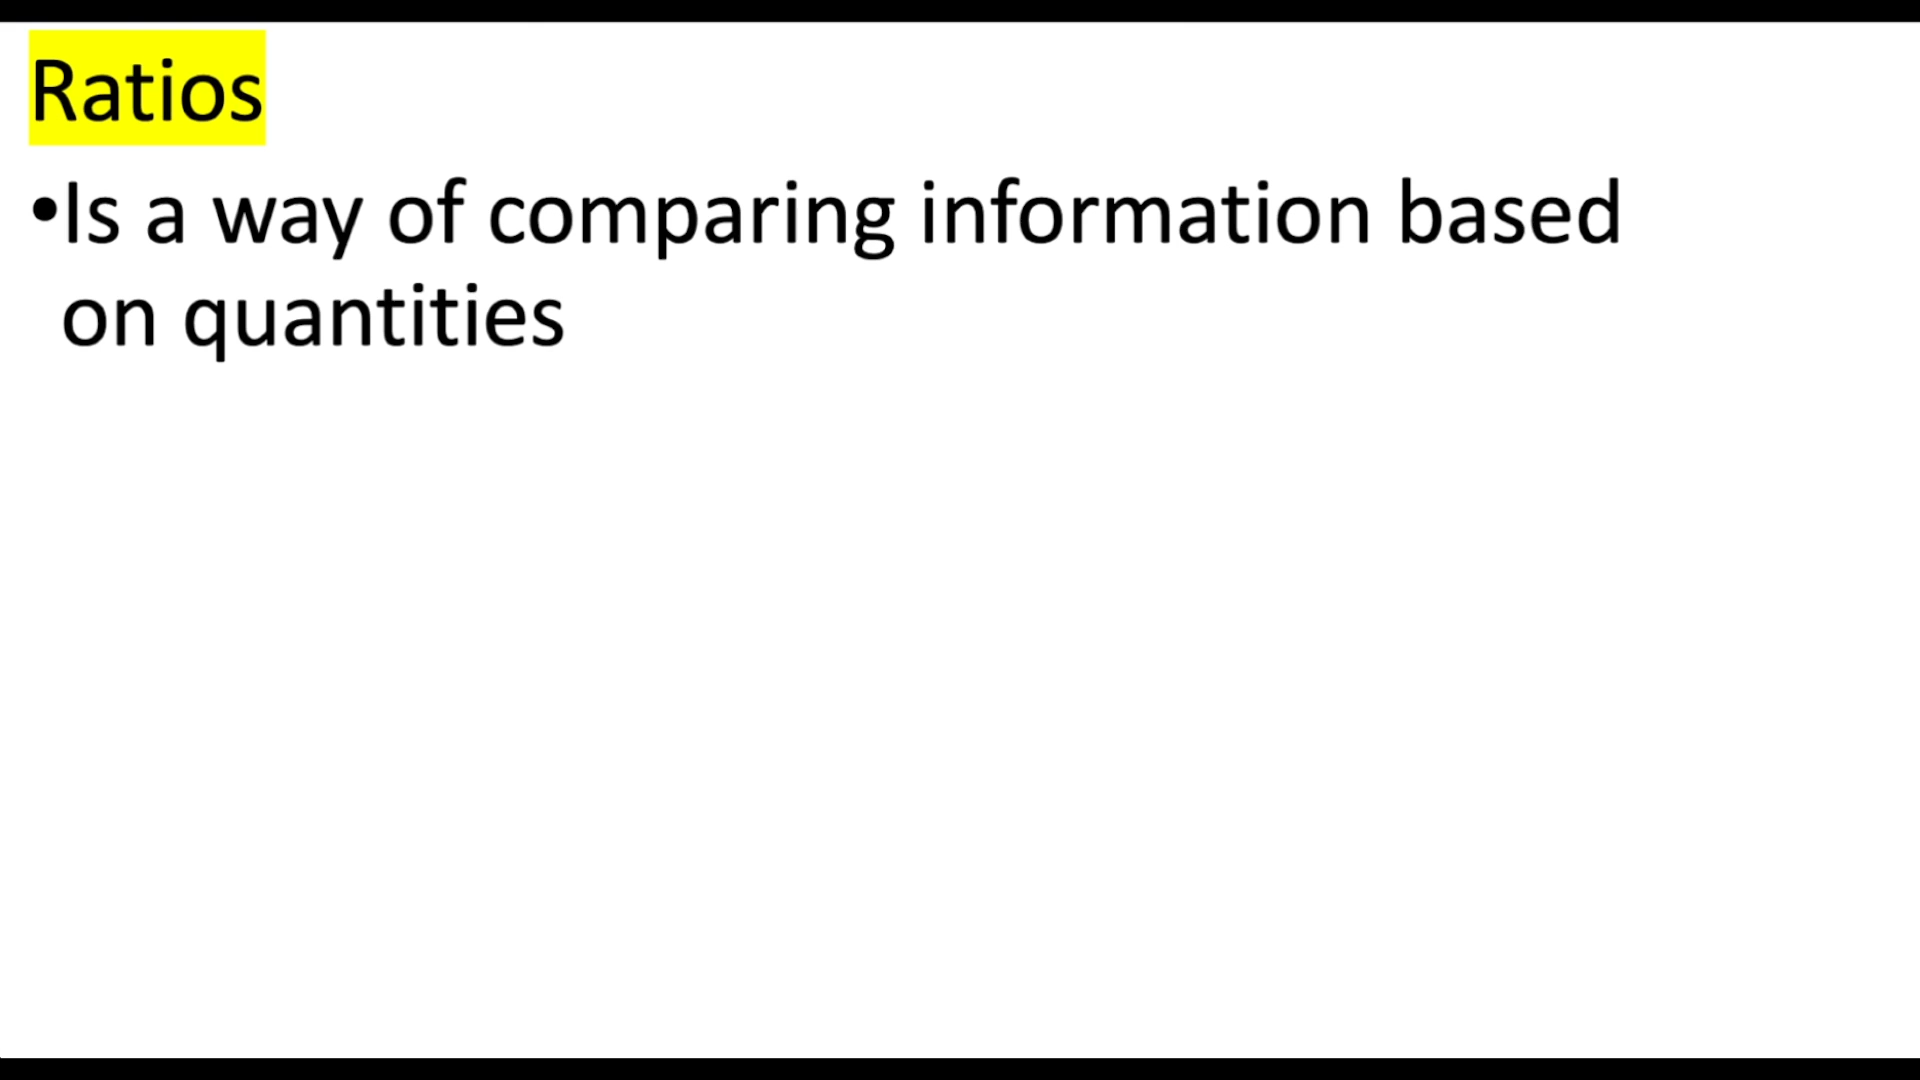 Ratios
•Is a way of comparing information based
on quantities